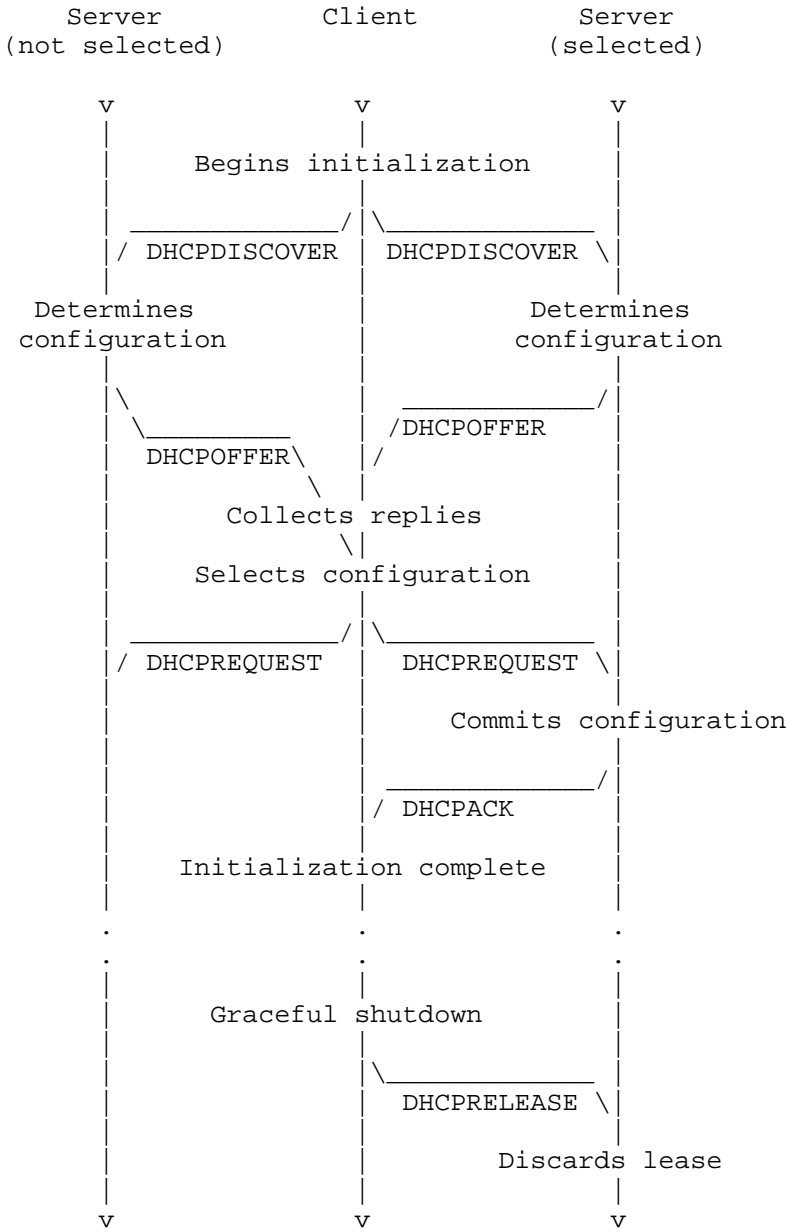 Server Client Server
(not selected) (selected)
v v v
Begins initialization
DHCPDISCOVER DHCPDISCOVER
Determines Determines
configuration configuration
DHCPOFFER
DHCPOFFER
Collects replies
Selects configuration
DHCPREQUEST DHCPREQUEST
Commits configuration
DHCPACK
Initialization complete
. . .
. . .
Graceful shutdown
DHCPRELEASE
Discards lease
v v v